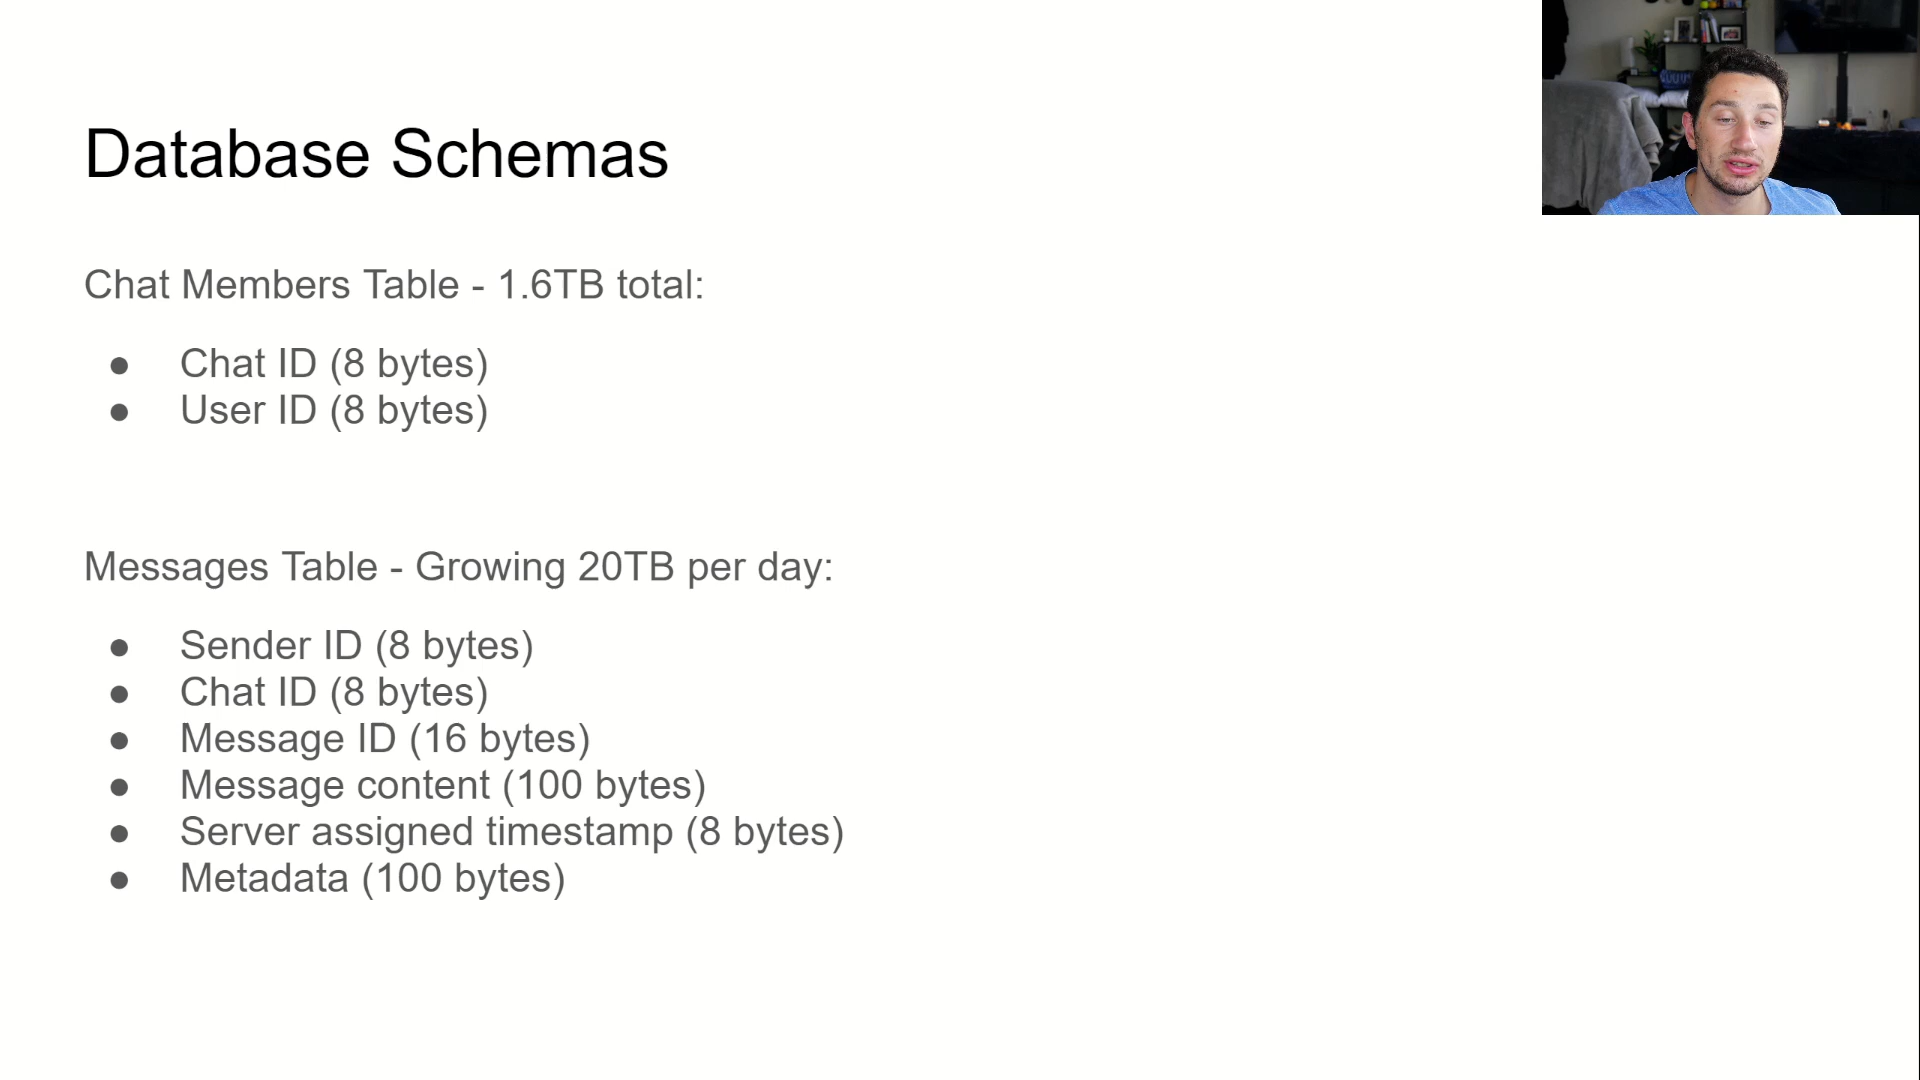 Database Schemas
Chat Members Table - 1.6TB total:
● Chat ID (8 bytes)
● User ID (8 bytes)
Messages Table - Growing 20TB per day:
● Sender ID (8 bytes)
● Chat ID (8 bytes)
● Message ID (16 bytes)
● Message content (100 bytes)
● Server assigned timestamp (8 bytes)
● Metadata (100 bytes)